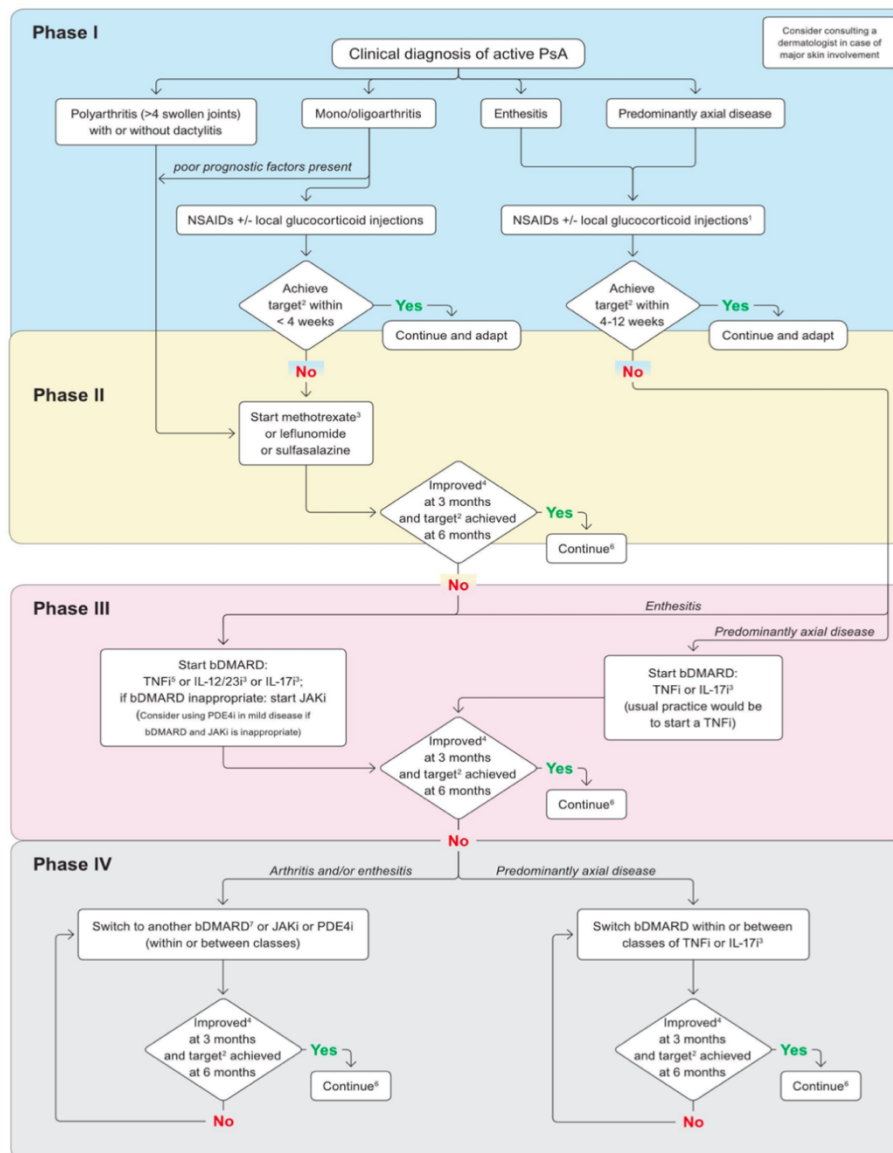 Phase I
Consider consulting a
dermatologist in case of
major skin involvement
Clinical diagnosis of active PsA
Polyarthritis (>4 swollen joints)
with or without dactylitis
Mono/oligoarthritis
Enthesitis
Predominantly axial disease
poor prognostic factors present
NSAIDs +/- local glucocorticoid injections
NSAIDs +/- local glucocorticoid injections¹
Achieve
target² within
< 4 weeks
Yes
Continue and adapt
No
Achieve
target² within
4-12 weeks
Yes
Continue and adapt
No
Phase II
Start methotrexate³
or leflunomide
or sulfasalazine
Improved⁴
at 3 months
and target² achieved
at 6 months
Yes
Continue⁶
No
Phase III
Enthesitis
Predominantly axial disease
Start bDMARD:
TNFi⁵ or IL-12/23i³ or IL-17i³;
if bDMARD inappropriate: start JAKi
(Consider using PDE4i in mild disease if
bDMARD and JAKi is inappropriate)
Start bDMARD:
TNFi or IL-17i³
(usual practice would be
to start a TNFi)
Improved⁴
at 3 months
and target² achieved
at 6 months
Yes
Continue⁶
No
Phase IV
Arthritis and/or enthesitis
Predominantly axial disease
Switch to another bDMARD⁷ or JAKi or PDE4i
(within or between classes)
Switch bDMARD within or between
classes of TNFi or IL-17i³
Improved⁴
at 3 months
and target² achieved
at 6 months
Yes
Continue⁶
No
Improved⁴
at 3 months
and target² achieved
at 6 months
Yes
Continue⁶
No